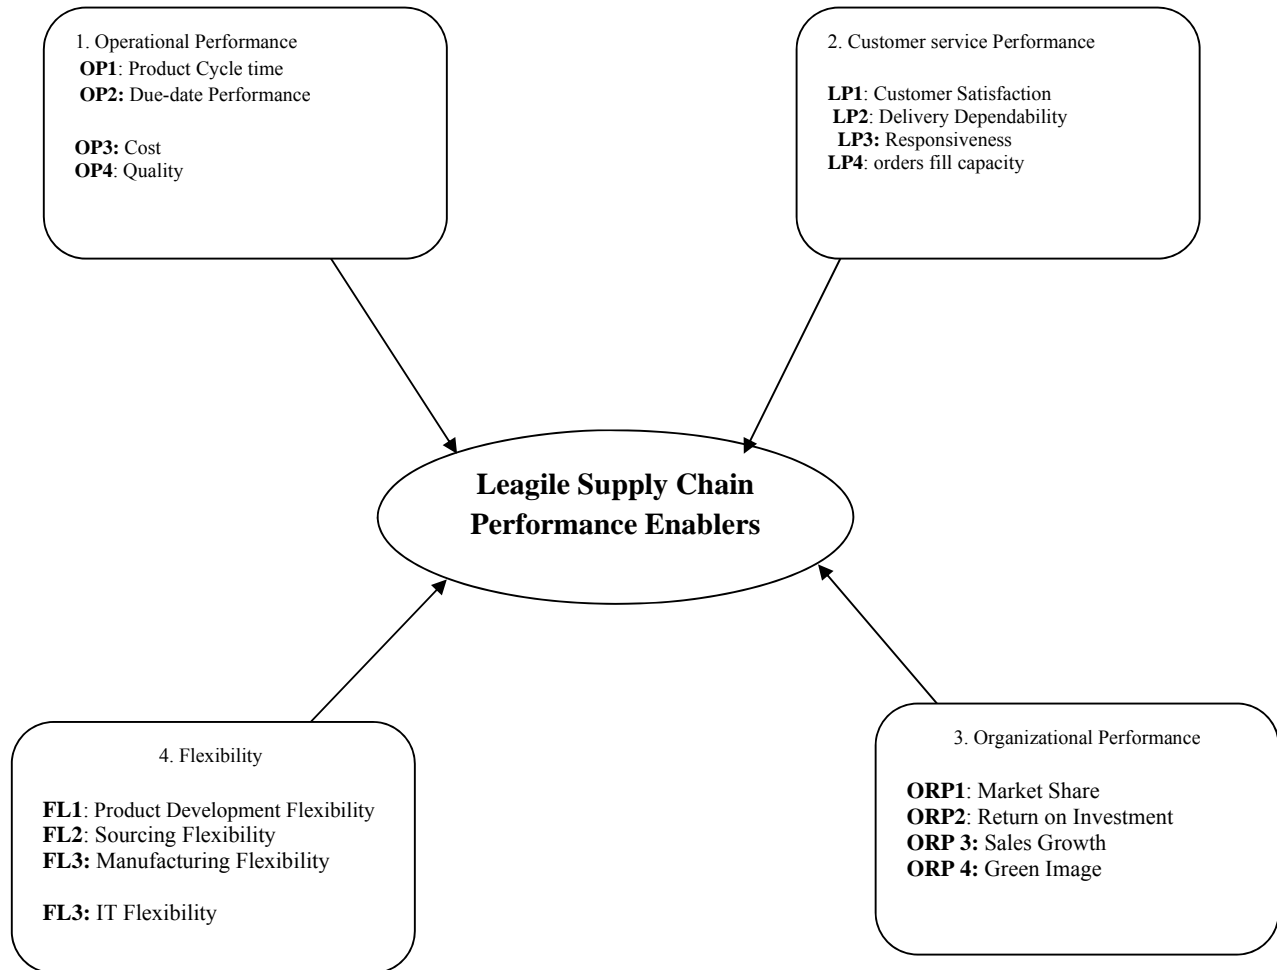 1. Operational Performance
OP1: Product Cycle time
OP2: Due-date Performance
OP3: Cost
OP4: Quality
2. Customer service Performance
LP1: Customer Satisfaction
LP2: Delivery Dependability
LP3: Responsiveness
LP4: orders fill capacity
Leagile Supply Chain
Performance Enablers
4. Flexibility
FL1: Product Development Flexibility
FL2: Sourcing Flexibility
FL3: Manufacturing Flexibility
FL3: IT Flexibility
3. Organizational Performance
ORP1: Market Share
ORP2: Return on Investment
ORP 3: Sales Growth
ORP 4: Green Image